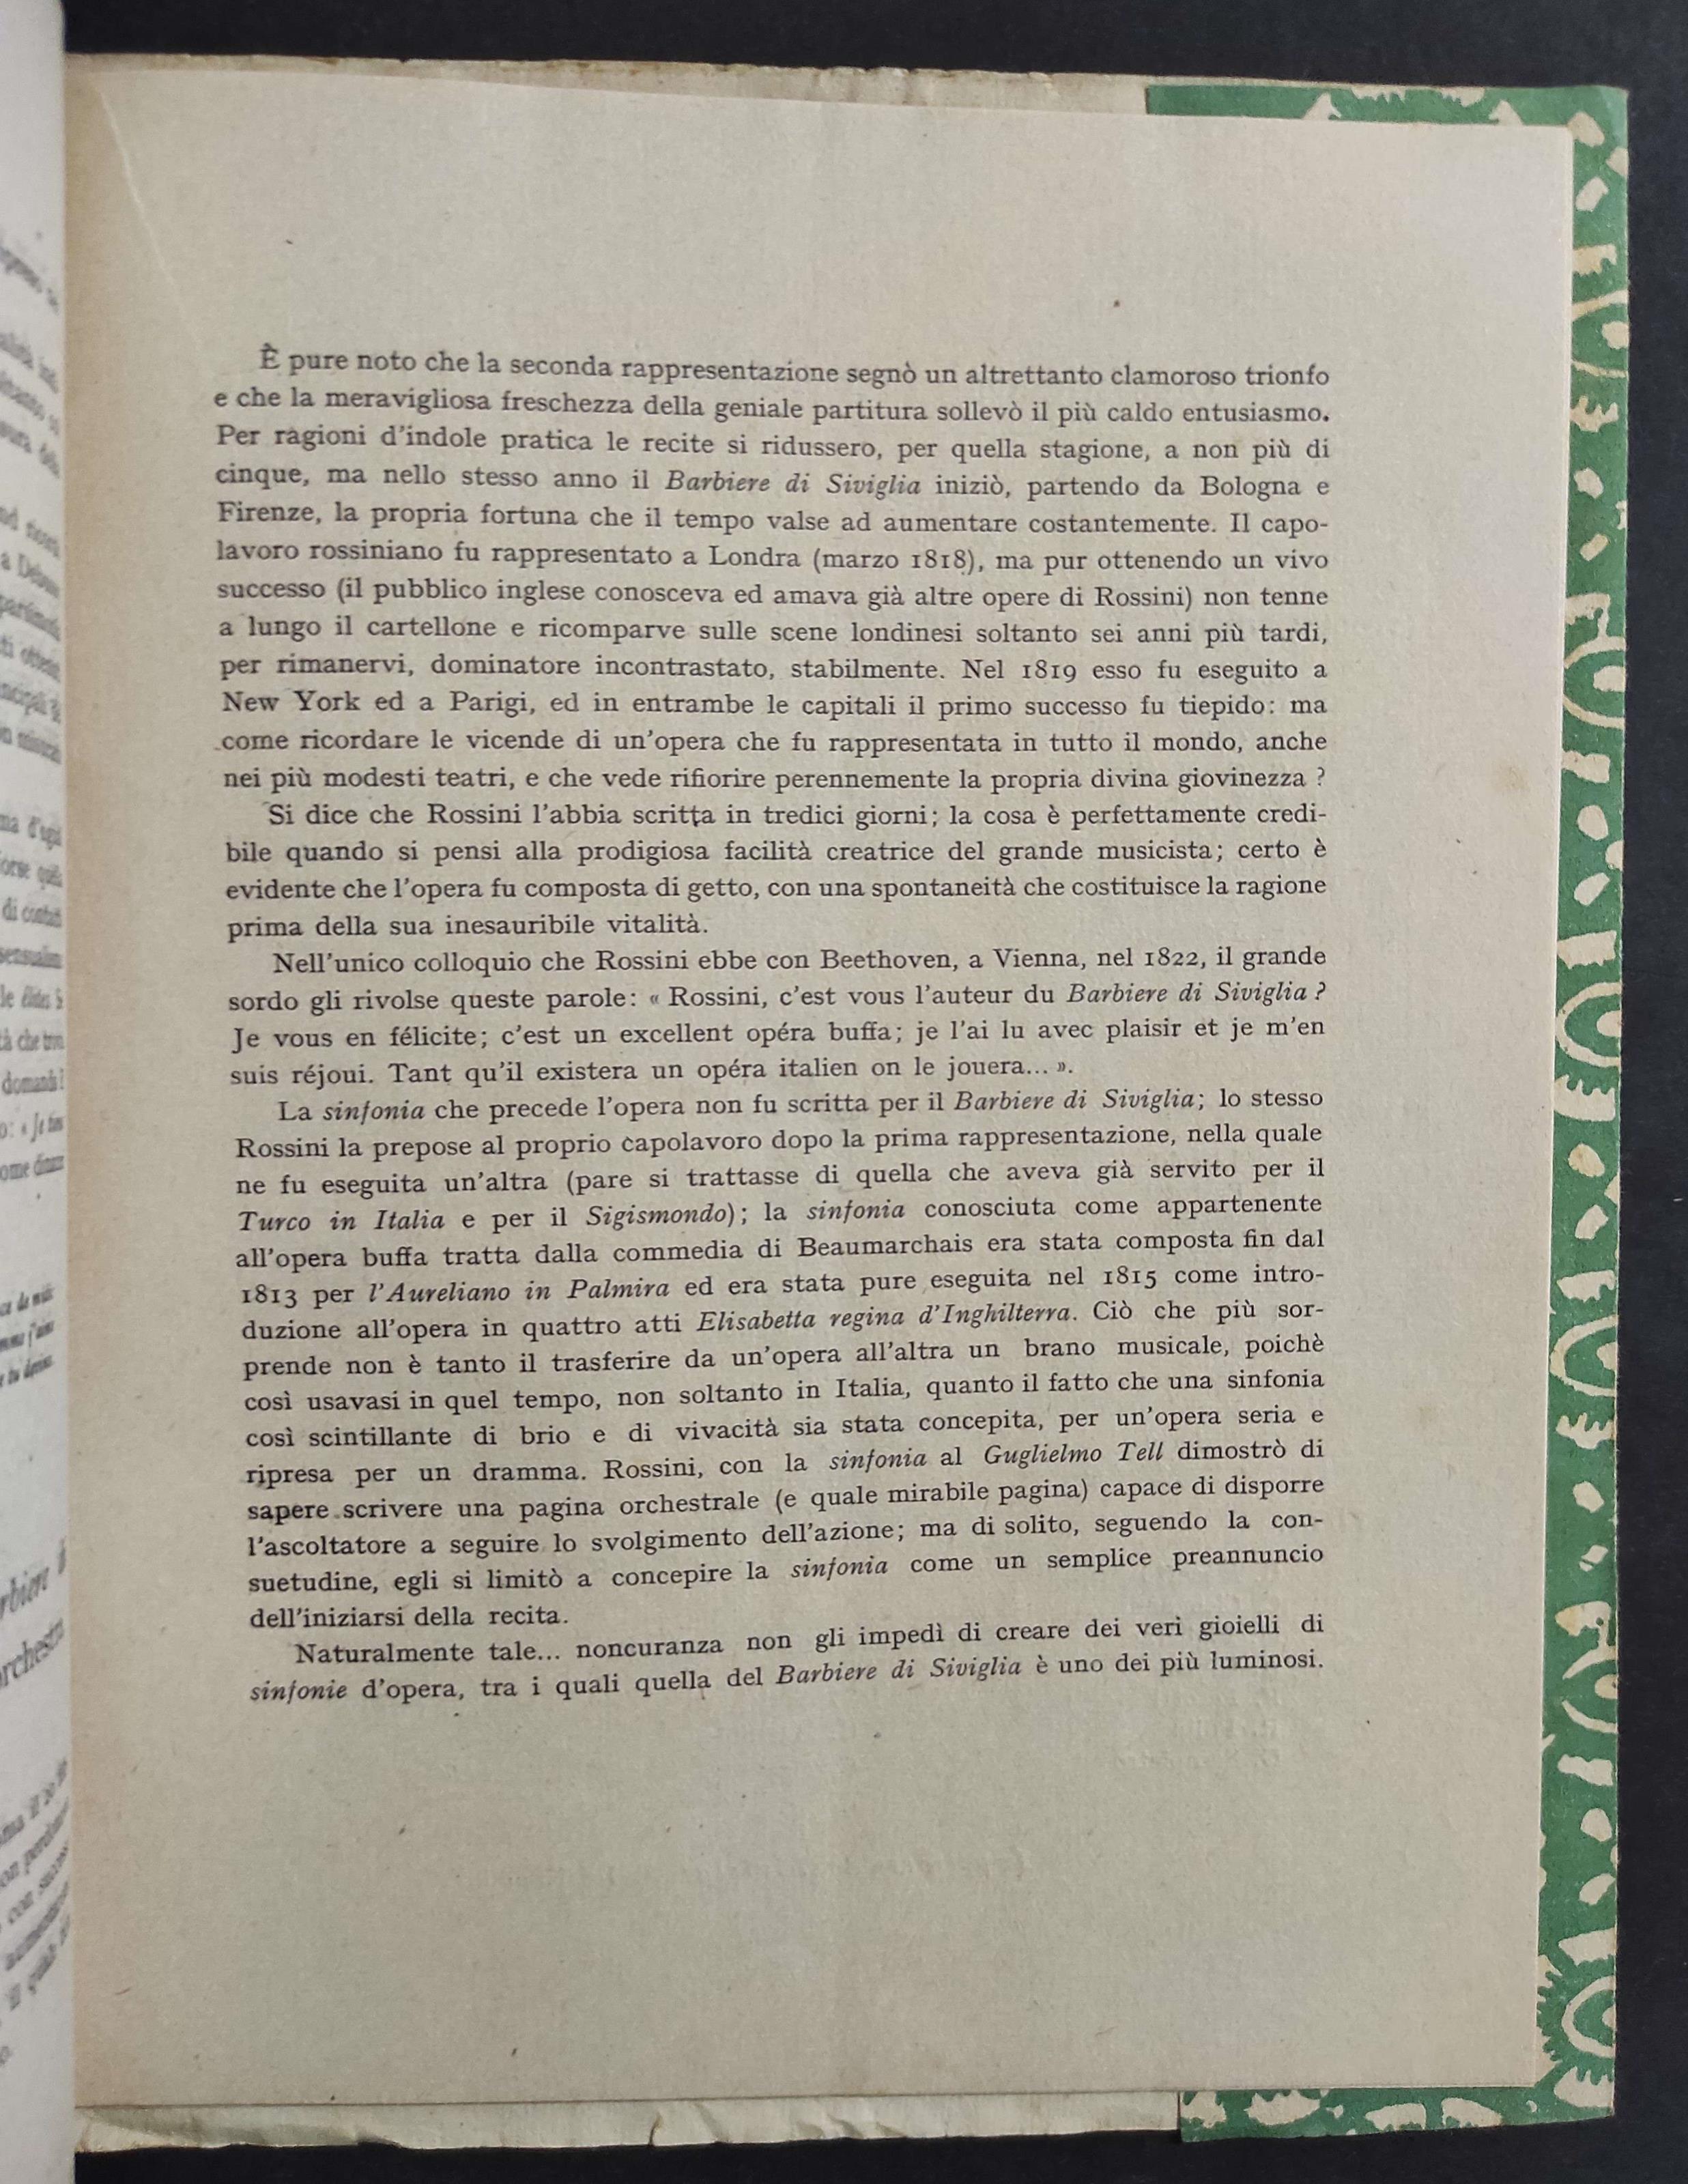 È pure noto che la seconda rappresentazione segnò un altrettanto clamoroso trionfo
e che la meravigliosa freschezza della geniale partitura sollevò il più caldo entusiasmo.
Per ragioni d'indole pratica le recite si ridussero, per quella stagione, a non più di
cinque, ma nello stesso anno il Barbiere di Siviglia iniziò, partendo da Bologna e
Firenze, la propria fortuna che il tempo valse ad aumentare costantemente. Il capo-
lavoro rossiniano fu rappresentato a Londra (marzo 1818), ma pur ottenendo un vivo
successo (il pubblico inglese conosceva ed amava già altre opere di Rossini) non tenne
a lungo il cartellone e ricomparve sulle scene londinesi soltanto sei anni più tardi,
per rimanervi, dominatore incontrastato, stabilmente. Nel 1819 esso fu eseguito a
New York ed a Parigi, ed in entrambe le capitali il primo successo fu tiepido: ma
come ricordare le vicende di un'opera che fu rappresentata in tutto il mondo, anche
nei più modesti teatri, e che vede rifiorire perennemente la propria divina giovinezza ?
Si dice che Rossini l'abbia scritta in tredici giorni; la cosa è perfettamente credi-
bile quando si pensi alla prodigiosa facilità creatrice del grande musicista; certo è
evidente che l'opera fu composta di getto, con una spontaneità che costituisce la ragione
prima della sua inesauribile vitalità.
Nell'unico colloquio che Rossini ebbe con Beethoven, a Vienna, nel 1822, il grande
sordo gli rivolse queste parole: « Rossini, c'est vous l'auteur du Barbiere di Siviglia ?
Je vous en félicite; c'est un excellent opéra buffa; je l'ai lu avec plaisir et je m'en
suis réjoui. Tant qu'il existera un opéra italien on le jouera... ».
La sinfonia che precede l'opera non fu scritta per il Barbiere di Siviglia; lo stesso
Rossini la prepose al proprio capolavoro dopo la prima rappresentazione, nella quale
ne fu eseguita un'altra (pare si trattasse di quella che aveva già servito per il
Turco in Italia e per il Sigismondo); la sinfonia conosciuta come appartenente
all'opera buffa tratta dalla commedia di Beaumarchais era stata composta fin dal
1813 per l'Aureliano in Palmira ed era stata pure eseguita nel 1815 come intro-
duzione all'opera in quattro atti Elisabetta regina d'Inghilterra. Ciò che più sor-
prende non è tanto il trasferire da un'opera all'altra un brano musicale, poichè
così usavasi in quel tempo, non soltanto in Italia, quanto il fatto che una sinfonia
così scintillante di brio e di vivacità sia stata concepita, per un'opera seria e
ripresa per un dramma. Rossini, con la sinfonia al Guglielmo Tell dimostrò di
sapere scrivere una pagina orchestrale (e quale mirabile pagina) capace di disporre
l'ascoltatore a seguire lo svolgimento dell'azione; ma di solito, seguendo la con-
suetudine, egli si limitò a concepire la sinfonia come un semplice preannuncio
dell'iniziarsi della recita.
Naturalmente tale... noncuranza non gli impedì di creare dei veri gioielli di
sinfonie d'opera, tra i quali quella del Barbiere di Siviglia è uno dei più luminosi.